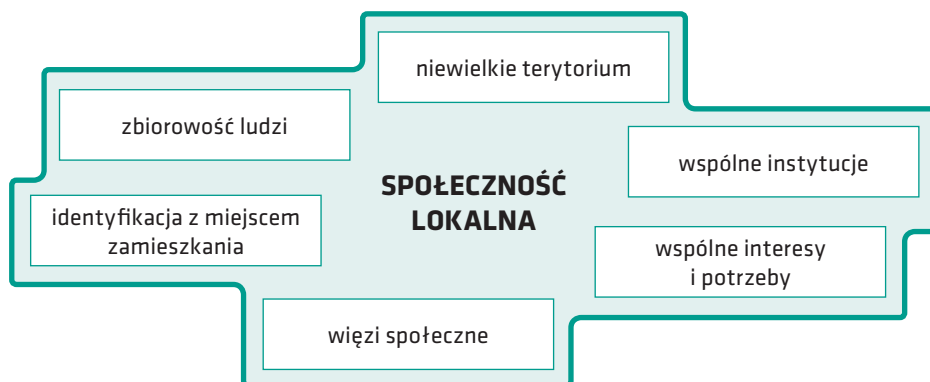 niewielkie terytorium
zbiorowość ludzi
wspólne instytucje
SPOŁECZNOŚĆ
LOKALNA
identyfikacja z miejscem
zamieszkania
wspólne interesy
i potrzeby
więzi społeczne